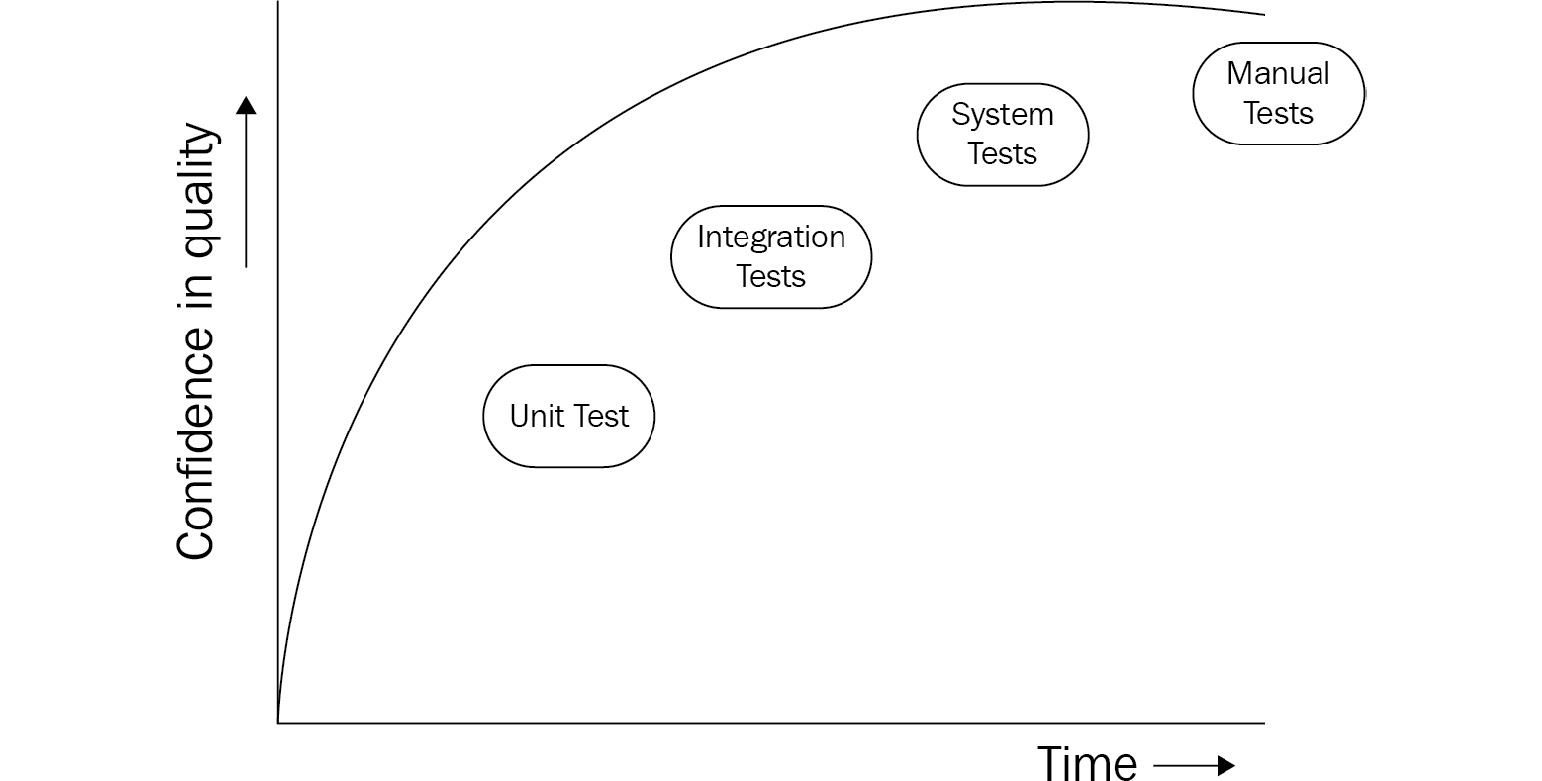 Confidence in quality
Manual
Tests
System
Tests
Integration
Tests
Unit Test
Time